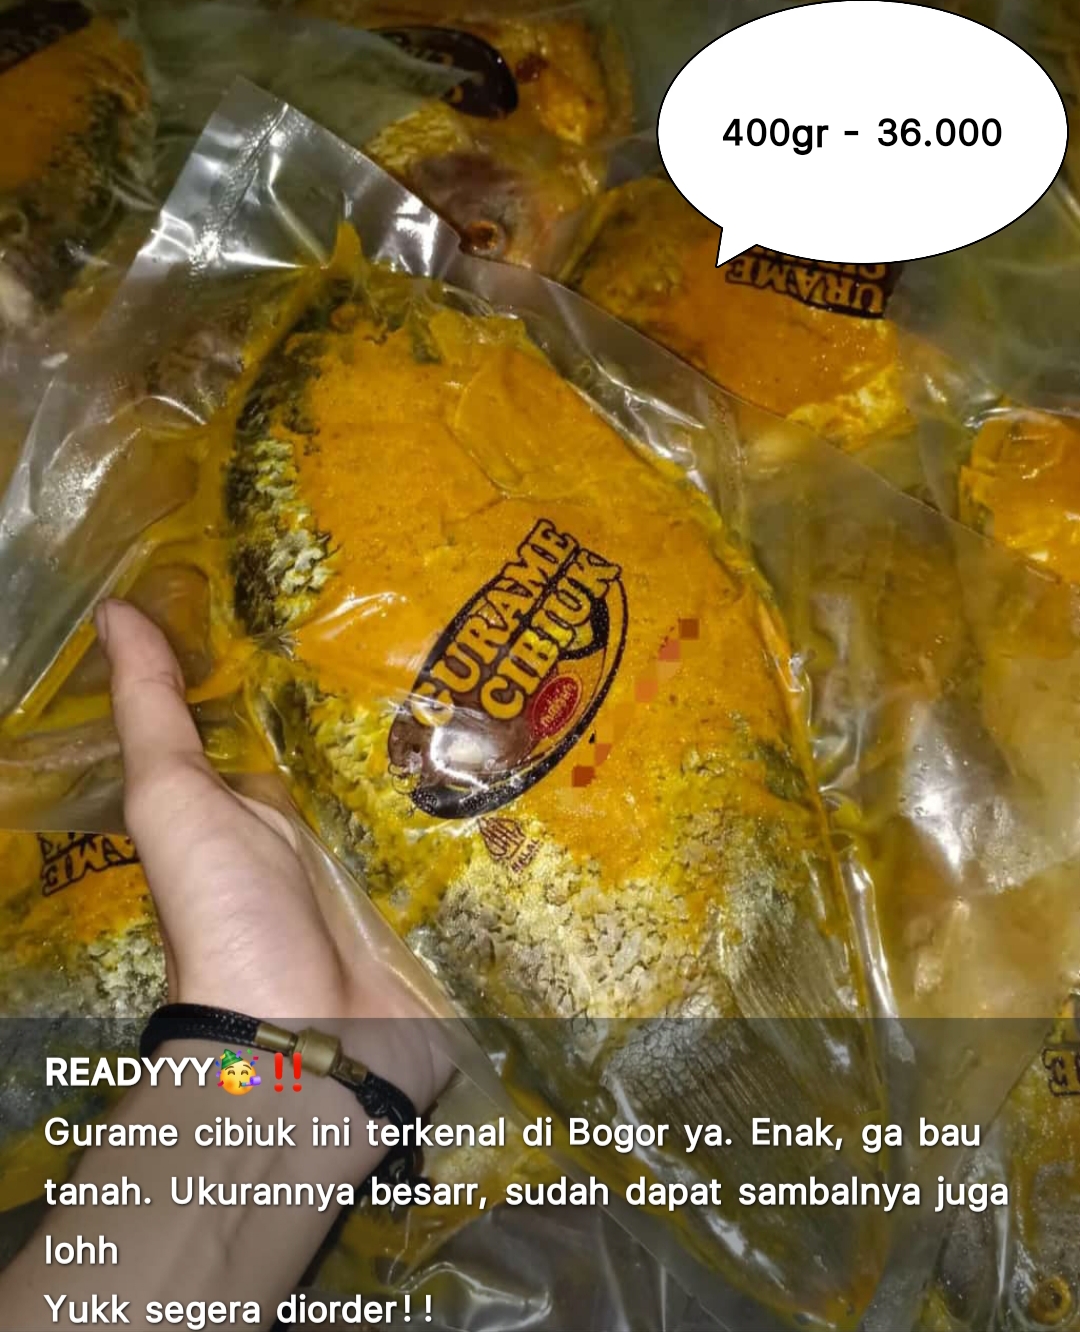 400gr - 36.000
URAME
GURAME
CIBIUK
HALAL
READYYY🥳‼️
Gurame cibiuk ini terkenal di Bogor ya. Enak, ga bau
tanah. Ukurannya besarr, sudah dapat sambalnya juga
lohh
Yukk segera diorder!!